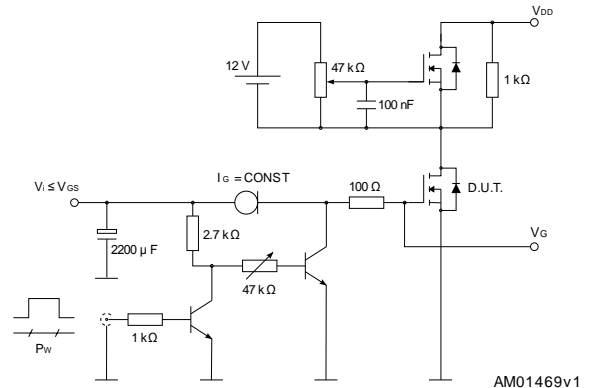 VDD
12 V
47 kΩ
1 kΩ
100 nF
IG = CONST
Vi ≤ VGS
100 Ω
D.U.T.
2.7 kΩ
VG
2200 µF
47 kΩ
1 kΩ
PW
AM01469v1